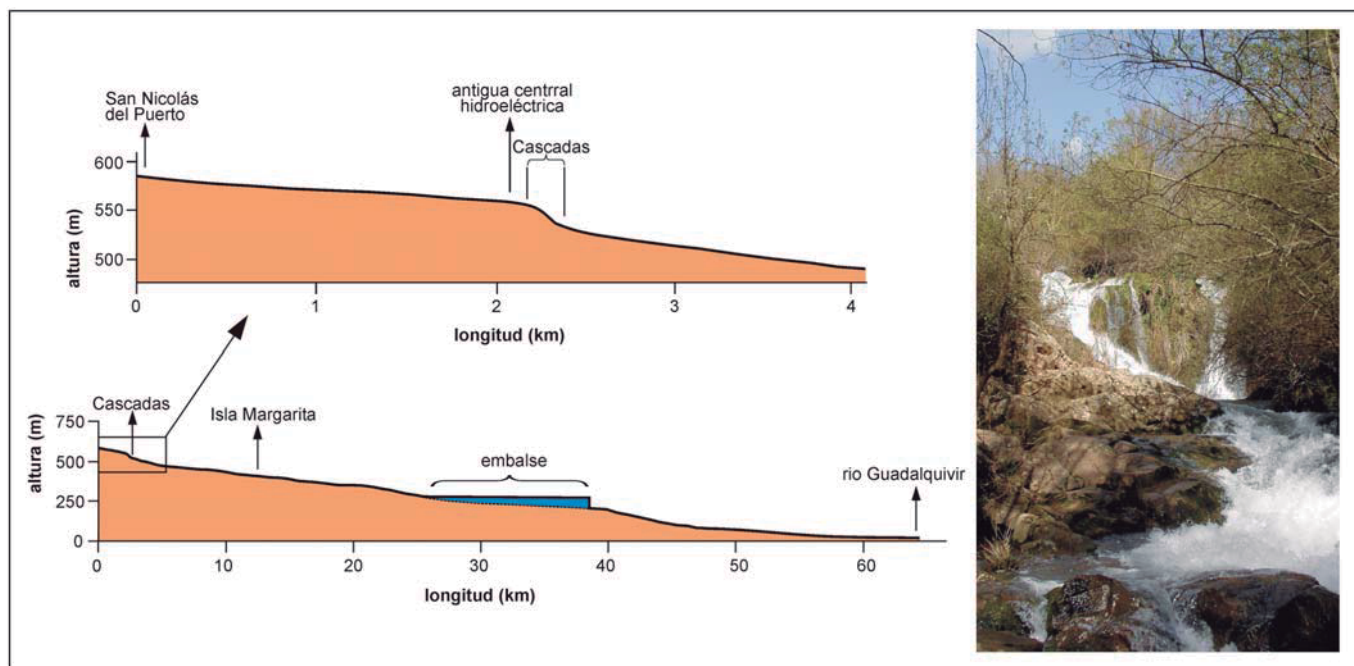 San Nicolás
del Puerto
antigua centrral
hidroeléctrica
Cascadas
altura (m)
600
550
500
0
1
2
3
4
longitud (km)
Cascadas
Isla Margarita
embalse
rio Guadalquivir
altura (m)
750
500
250
0
0
10
20
30
40
50
60
longitud (km)